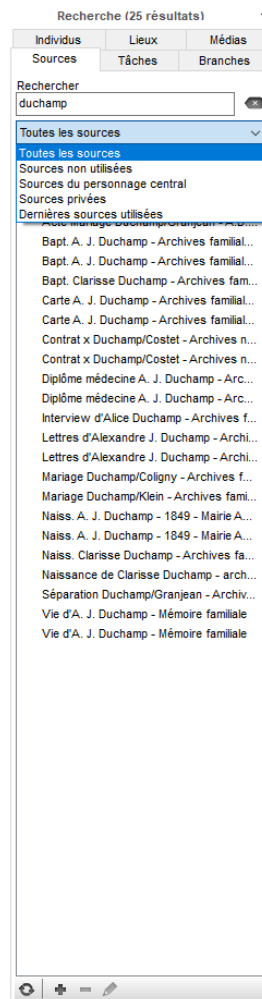 Recherche (25 résultats)
Individus Lieux Médias
Sources Tâches Branches
Rechercher
duchamp
Toutes les sources
Toutes les sources
Sources non utilisées
Sources du personnage central
Sources privées
Dernières sources utilisées
Bapt. A. J. Duchamp - Archives familial...
Bapt. A. J. Duchamp - Archives familial...
Bapt. Clarisse Duchamp - Archives fam...
Carte A. J. Duchamp - Archives familial...
Carte A. J. Duchamp - Archives familial...
Contrat x Duchamp/Costet - Archives n...
Contrat x Duchamp/Costet - Archives n...
Diplôme médecine A. J. Duchamp - Arc...
Diplôme médecine A. J. Duchamp - Arc...
Interview d'Alice Duchamp - Archives f...
Lettres d'Alexandre J. Duchamp - Archi...
Lettres d'Alexandre J. Duchamp - Archi...
Mariage Duchamp/Coligny - Archives f...
Mariage Duchamp/Klein - Archives fami...
Naiss. A. J. Duchamp - 1849 - Mairie A...
Naiss. A. J. Duchamp - 1849 - Mairie A...
Naiss. Clarisse Duchamp - Archives fa...
Naissance de Clarisse Duchamp - arch...
Séparation Duchamp/Granjean - Archiv...
Vie d'A. J. Duchamp - Mémoire familiale
Vie d'A. J. Duchamp - Mémoire familiale